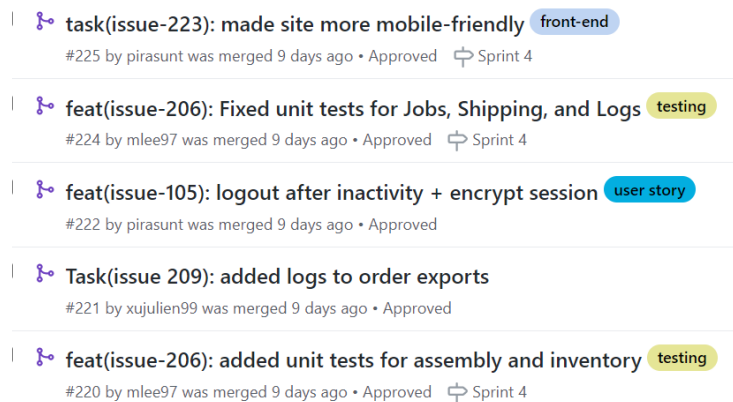 task(issue-223): made site more mobile-friendly front-end
#225 by pirasunt was merged 9 days ago • Approved Sprint 4
feat(issue-206): Fixed unit tests for Jobs, Shipping, and Logs testing
#224 by mlee97 was merged 9 days ago • Approved Sprint 4
feat(issue-105): logout after inactivity + encrypt session user story
#222 by pirasunt was merged 9 days ago • Approved
Task(issue 209): added logs to order exports
#221 by xujulien99 was merged 9 days ago • Approved
feat(issue-206): added unit tests for assembly and inventory testing
#220 by mlee97 was merged 9 days ago • Approved Sprint 4